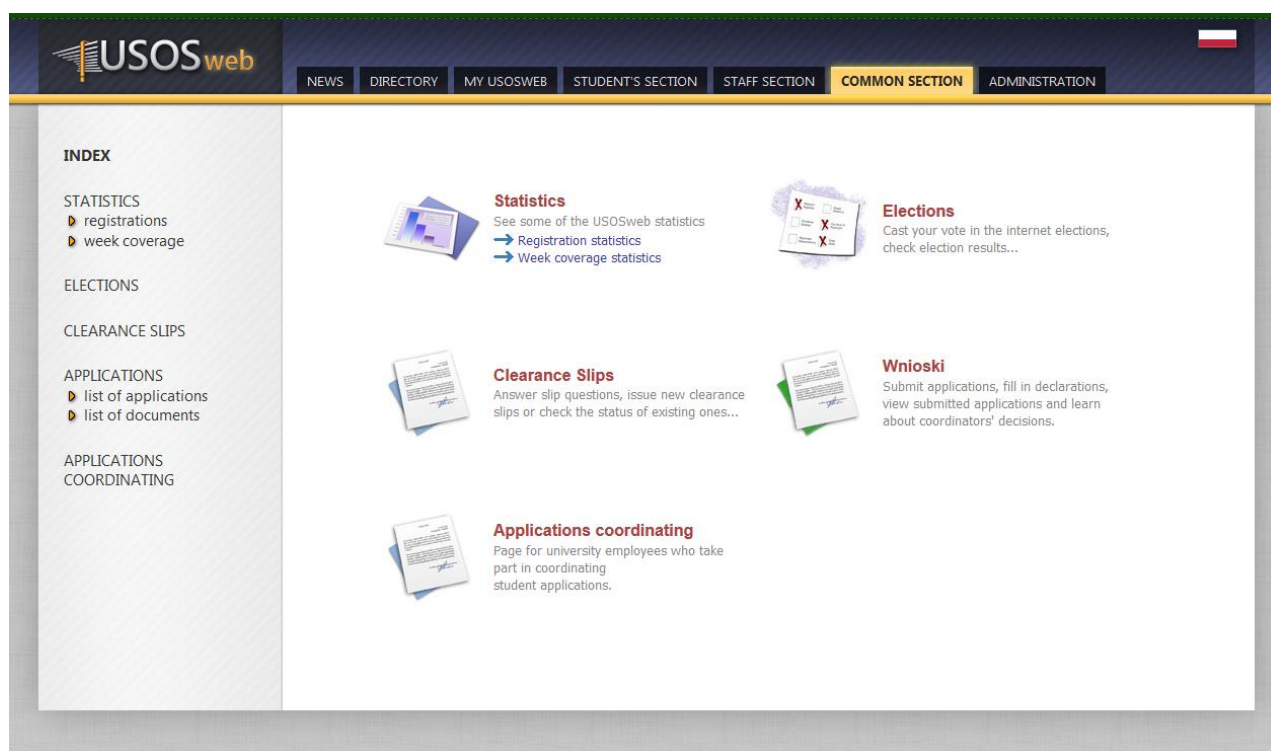 USOSweb
NEWS DIRECTORY MY USOSWEB STUDENT'S SECTION STAFF SECTION COMMON SECTION ADMINISTRATION
INDEX
STATISTICS
registrations
week coverage
ELECTIONS
CLEARANCE SLIPS
APPLICATIONS
list of applications
list of documents
APPLICATIONS
COORDINATING
Statistics
See some of the USOSweb statistics
Registration statistics
Week coverage statistics
Elections
Cast your vote in the internet elections,
check election results...
Clearance Slips
Answer slip questions, issue new clearance
slips or check the status of existing ones...
Wnioski
Submit applications, fill in declarations,
view submitted applications and learn
about coordinators' decisions.
Applications coordinating
Page for university employees who take
part in coordinating
student applications.